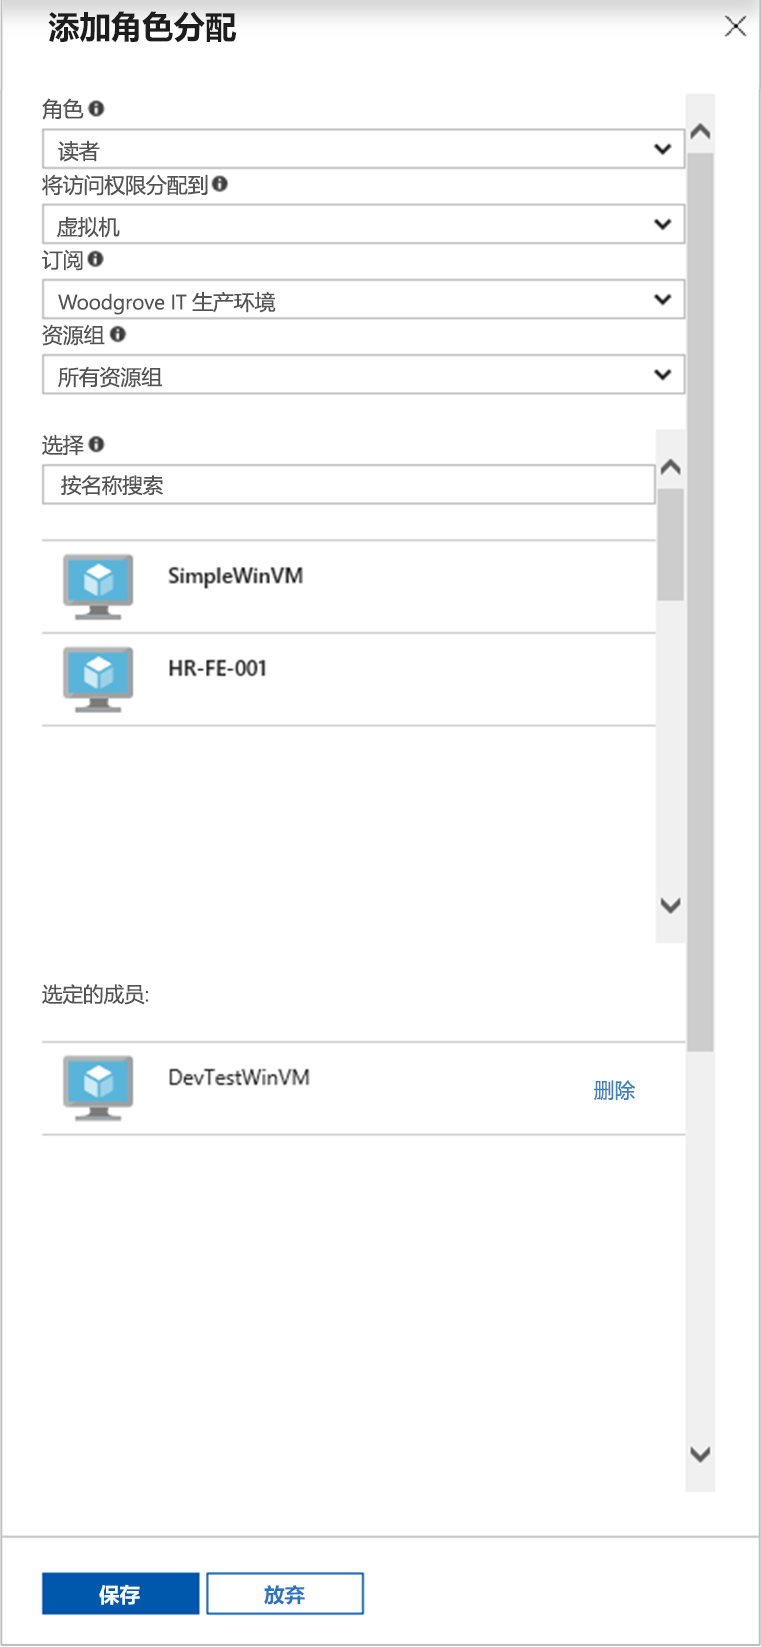 添加角色分配
角色
读者
将访问权限分配到
虚拟机
订阅
Woodgrove IT 生产环境
资源组
所有资源组
选择
按名称搜索
SimpleWinVM
HR-FE-001
选定的成员:
DevTestWinVM
删除
保存 放弃